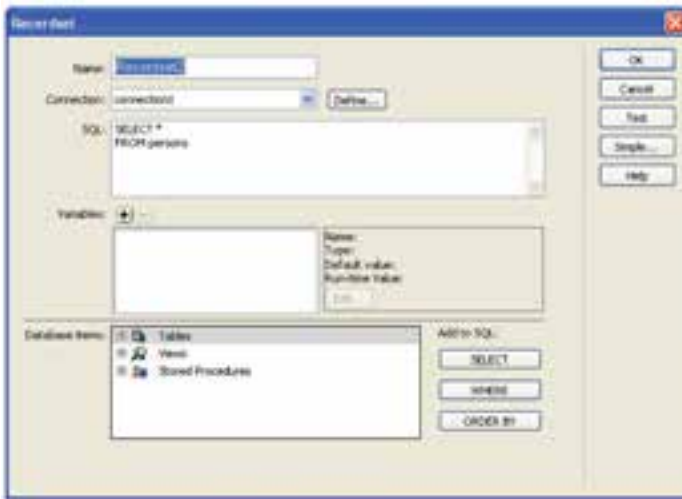 Recordset
Name: Recordset1
Connection: connection1 Define...
SQL: SELECT *
FROM persons
Variables:
Name:
Type:
Default value:
Run-time Value:
Edit...
Database items: Tables
Views
Stored Procedures
Add to SQL:
SELECT
WHERE
ORDER BY
OK
Cancel
Test
Simple...
Help